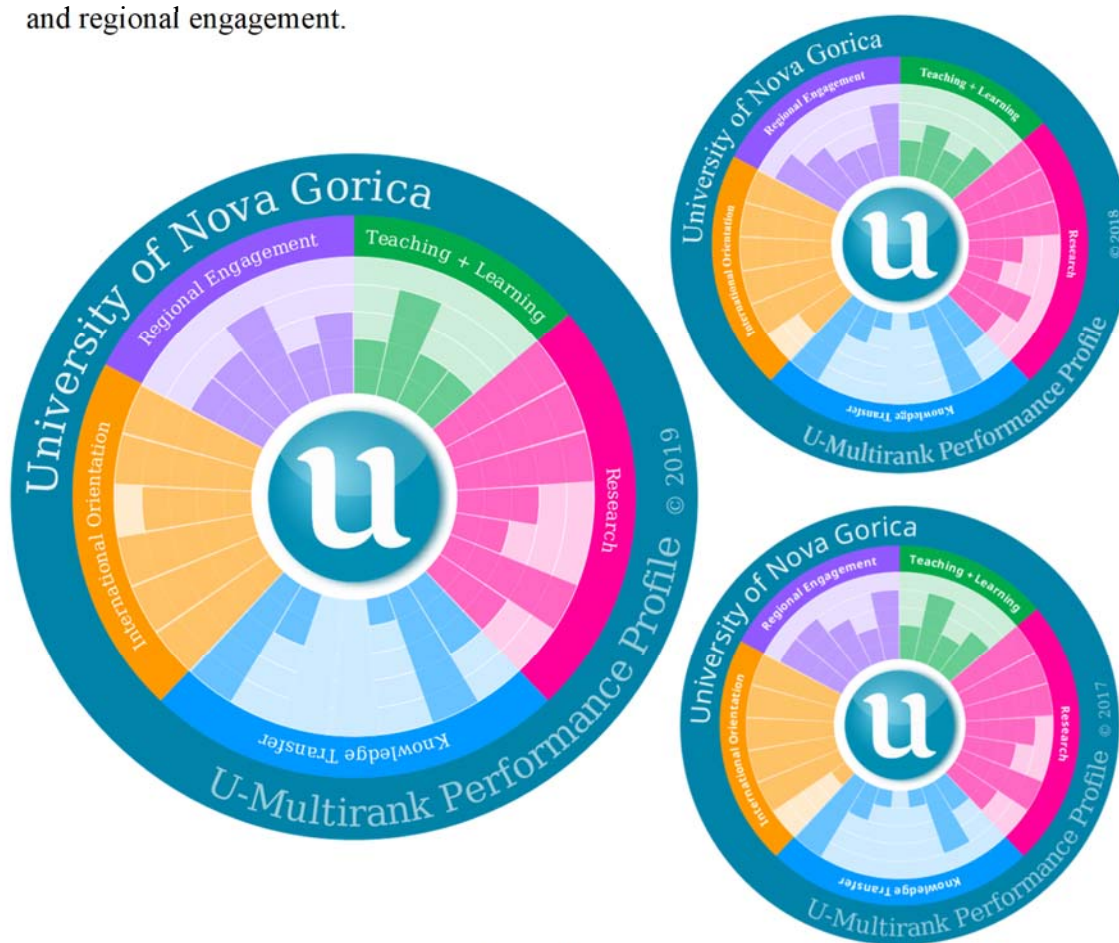 and regional engagement.
University of Nova Gorica
Regional Engagement
Teaching + Learning
Research
Knowledge Transfer
International Orientation
u
U-Multirank Performance Profile © 2019
University of Nova Gorica
Regional Engagement
Teaching + Learning
Research
Knowledge Transfer
International Orientation
u
U-Multirank Performance Profile © 2018
University of Nova Gorica
Regional Engagement
Teaching + Learning
Research
Knowledge Transfer
International Orientation
u
U-Multirank Performance Profile © 2017